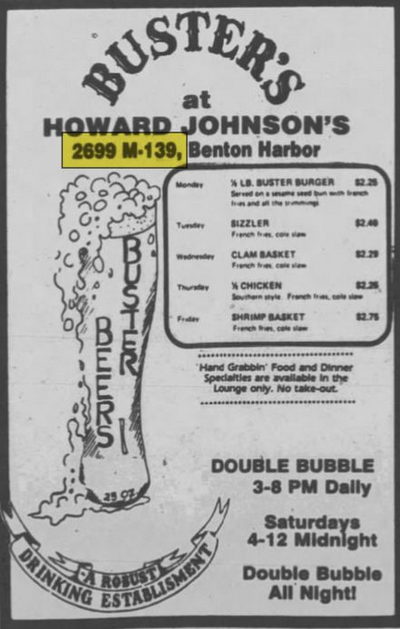 BUSTER'S
at
HOWARD JOHNSON'S
2699 M-139, Benton Harbor
Monday ½ LB. BUSTER BURGER $2.25
Served on a sesame seed bun with french
fries and all the trimmings
Tuesday SIZZLER $2.49
French fries, cole slaw
Wednesday CLAM BASKET $2.29
French fries, cole slaw
Thursday CHICKEN $2.25
Southern style. French fries, cole slaw
Friday SHRIMP BASKET $2.75
French fries, cole slaw
Hand Grabbin' Food and Dinner
Specialties are available in the
Lounge only. No take-out.
BUSTER
BEERS!
25 OZ.
DOUBLE BUBBLE
3-8 PM Daily
Saturdays
4-12 Midnight
Double Bubble
All Night!
-A ROBUST
DRINKING ESTABLISMENT